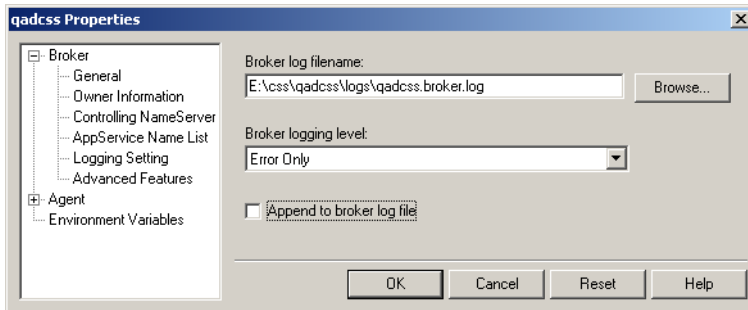 qadcss Properties
Broker
General
Owner Information
Controlling NameServer
AppService Name List
Logging Setting
Advanced Features
Agent
Environment Variables
Broker log filename:
E:\css\qadcss\logs\qadcss.broker.log
Browse...
Broker logging level:
Error Only
Append to broker log file
OK
Cancel
Reset
Help